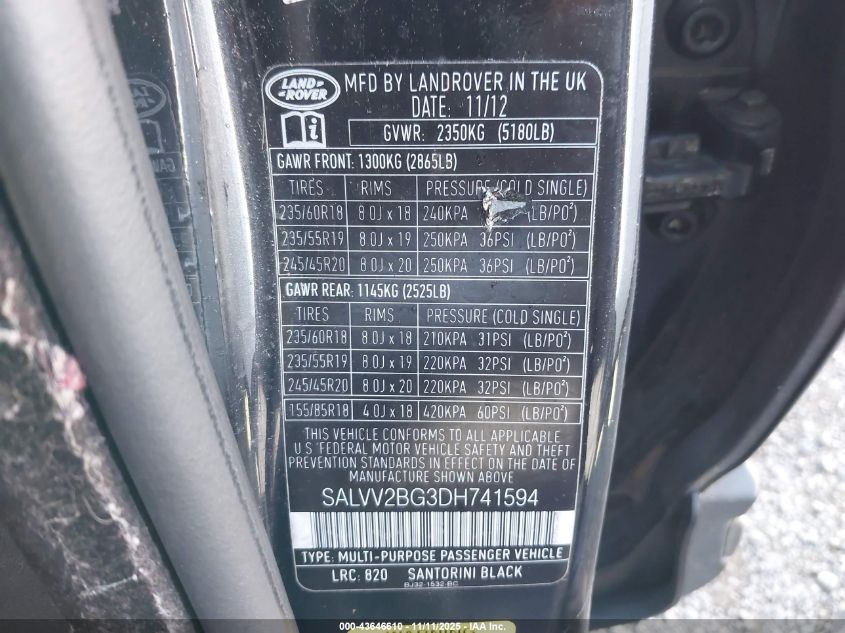 LAND ROVER
MFD BY LANDROVER IN THE UK
DATE: 11/12
GVWR: 2350KG (5180LB)
GAWR FRONT: 1300KG (2865LB)
TIRES RIMS PRESSURE (COLD SINGLE)
235/60R18 8.0J x 18 240KPA (LB/PO²)
235/55R19 8.0J x 19 250KPA 36PSI (LB/PO²)
245/45R20 8.0J x 20 250KPA 36PSI (LB/PO²)
GAWR REAR: 1145KG (2525LB)
TIRES RIMS PRESSURE (COLD SINGLE)
235/60R18 8.0J x 18 210KPA 31PSI (LB/PO²)
235/55R19 8.0J x 19 220KPA 32PSI (LB/PO²)
245/45R20 8.0J x 20 220KPA 32PSI (LB/PO²)
155/85R18 4.0J x 18 420KPA 60PSI (LB/PO²)
THIS VEHICLE CONFORMS TO ALL APPLICABLE
U S FEDERAL MOTOR VEHICLE SAFETY AND THEFT
PREVENTION STANDARDS IN EFFECT ON THE DATE OF
MANUFACTURE SHOWN ABOVE
SALVV2BG3DH741594
TYPE: MULTI-PURPOSE PASSENGER VEHICLE
LRC: 820 SANTORINI BLACK
BJ32-1532-BC
000-43646610 - 11/11/2025 - IAA Inc.